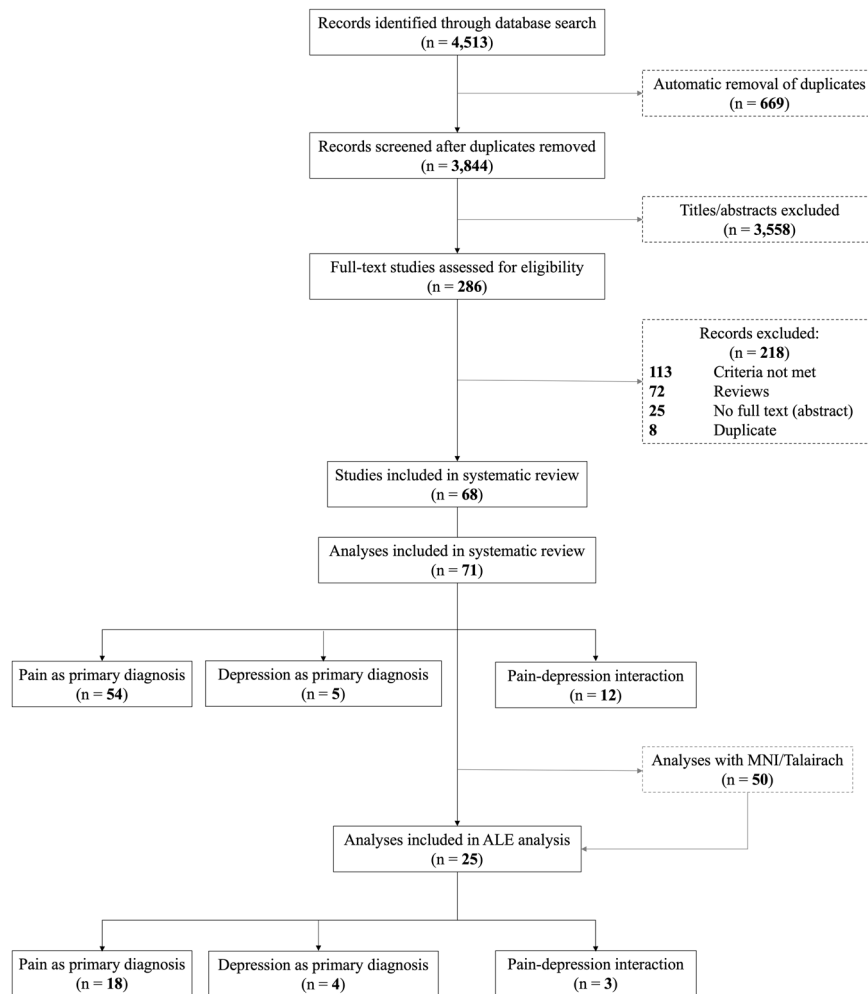 Records identified through database search
(n = 4,513)
Automatic removal of duplicates
(n = 669)
Records screened after duplicates removed
(n = 3,844)
Titles/abstracts excluded
(n = 3,558)
Full-text studies assessed for eligibility
(n = 286)
Records excluded:
(n = 218)
113 Criteria not met
72 Reviews
25 No full text (abstract)
8 Duplicate
Studies included in systematic review
(n = 68)
Analyses included in systematic review
(n = 71)
Pain as primary diagnosis
(n = 54)
Depression as primary diagnosis
(n = 5)
Pain-depression interaction
(n = 12)
Analyses with MNI/Talairach
(n = 50)
Analyses included in ALE analysis
(n = 25)
Pain as primary diagnosis
(n = 18)
Depression as primary diagnosis
(n = 4)
Pain-depression interaction
(n = 3)